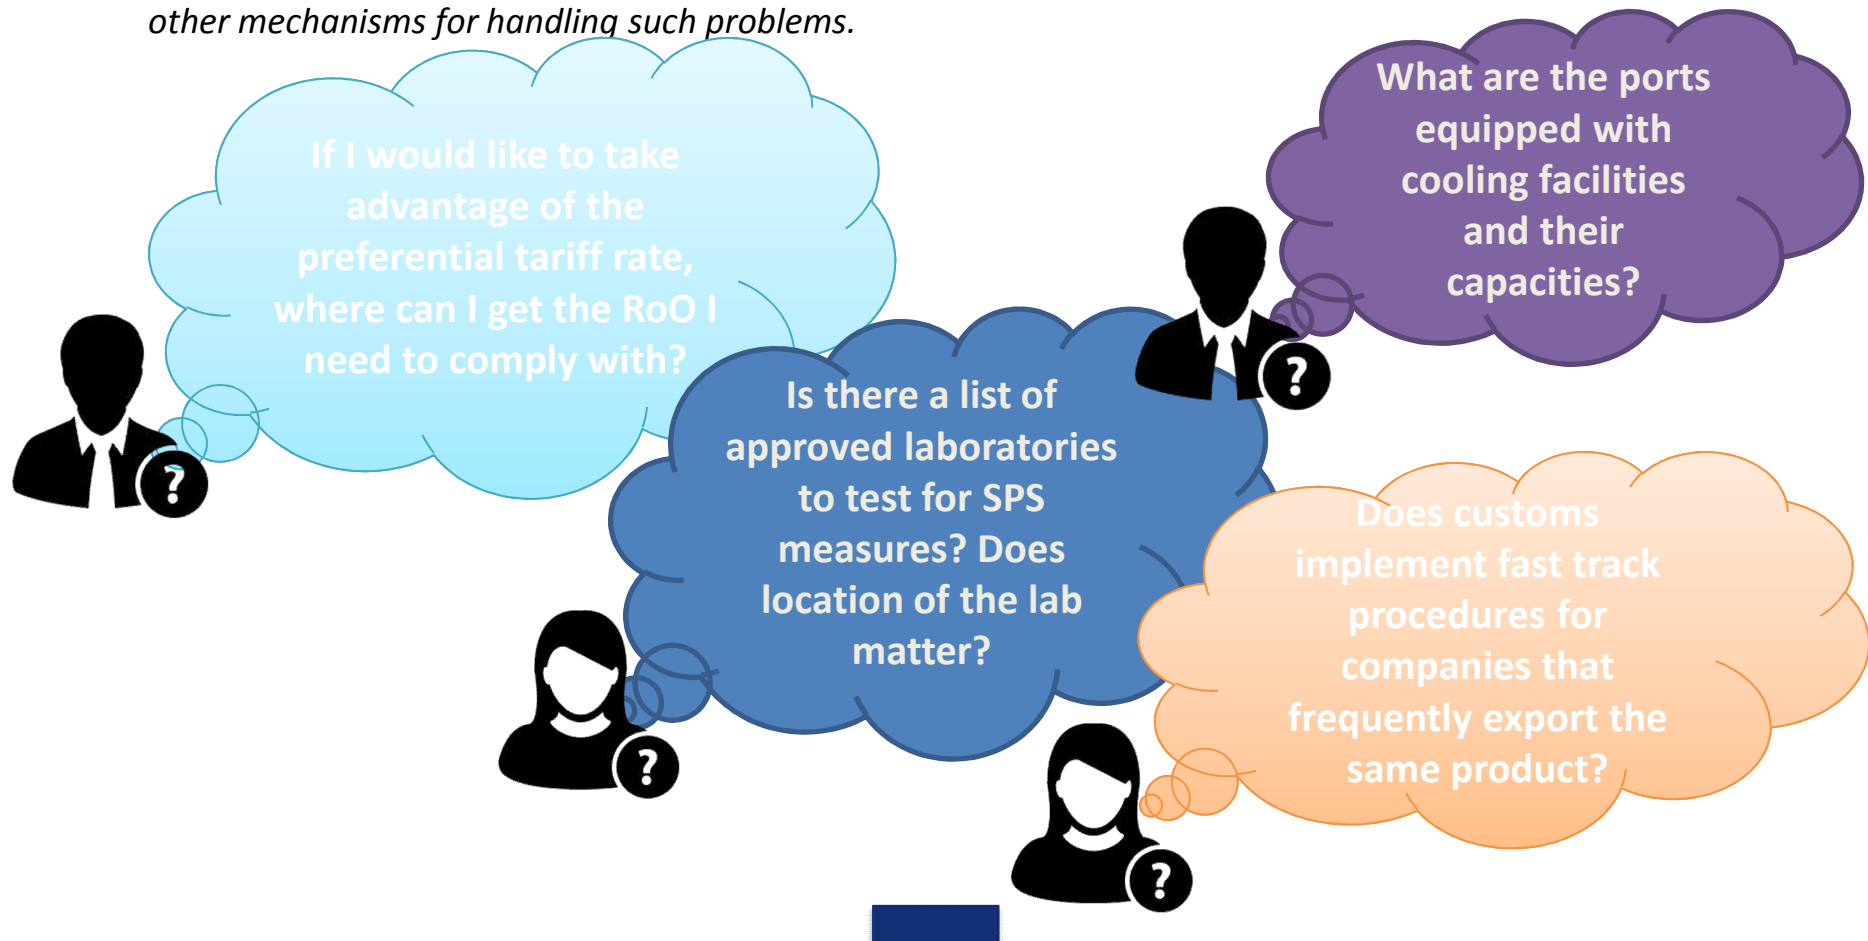 other mechanisms for handling such problems.
If I would like to take
advantage of the
preferential tariff rate,
where can I get the RoO I
need to comply with?
What are the ports
equipped with
cooling facilities
and their
capacities?
Is there a list of
approved laboratories
to test for SPS
measures? Does
location of the lab
matter?
Does customs
implement fast track
procedures for
companies that
frequently export the
same product?
?
?
?
?